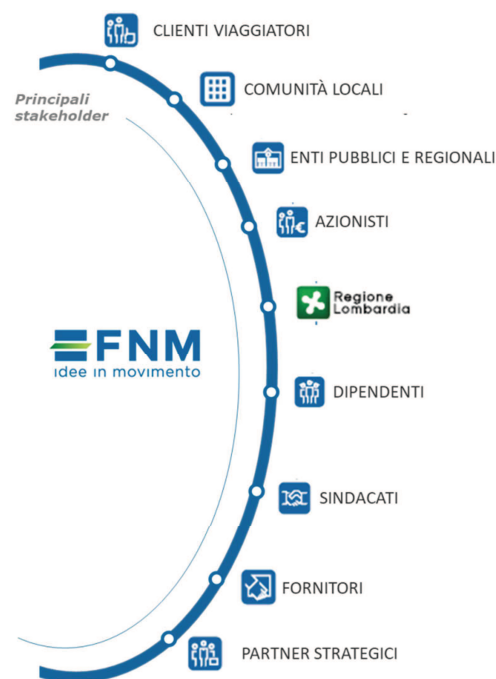 CLIENTI VIAGGIATORI
COMUNITÀ LOCALI
Principali
stakeholder
ENTI PUBBLICI E REGIONALI
AZIONISTI
Regione
Lombardia
FNM
idee in movimento
DIPENDENTI
SINDACATI
FORNITORI
PARTNER STRATEGICI